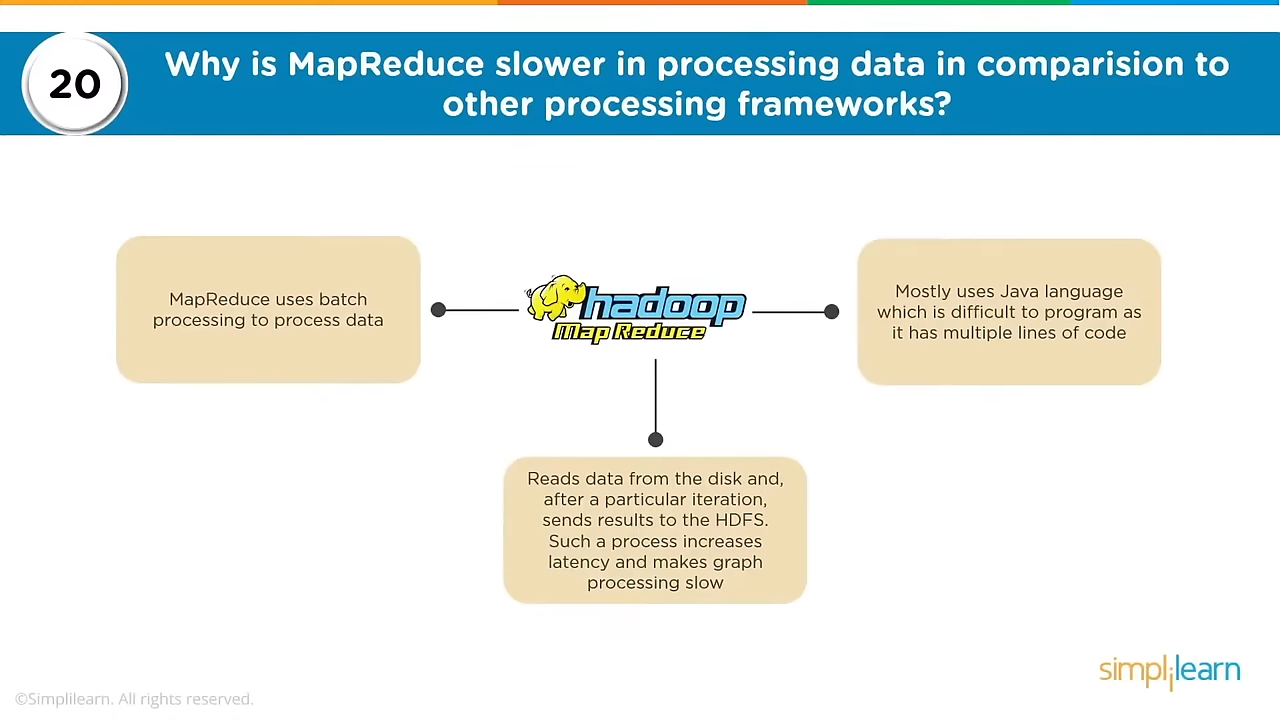 20
Why is MapReduce slower in processing data in comparision to
other processing frameworks?
MapReduce uses batch
processing to process data
hadoop
Map Reduce
Mostly uses Java language
which is difficult to program as
it has multiple lines of code
Reads data from the disk and,
after a particular iteration,
sends results to the HDFS.
Such a process increases
latency and makes graph
processing slow
simplilearn
©Simplilearn. All rights reserved.